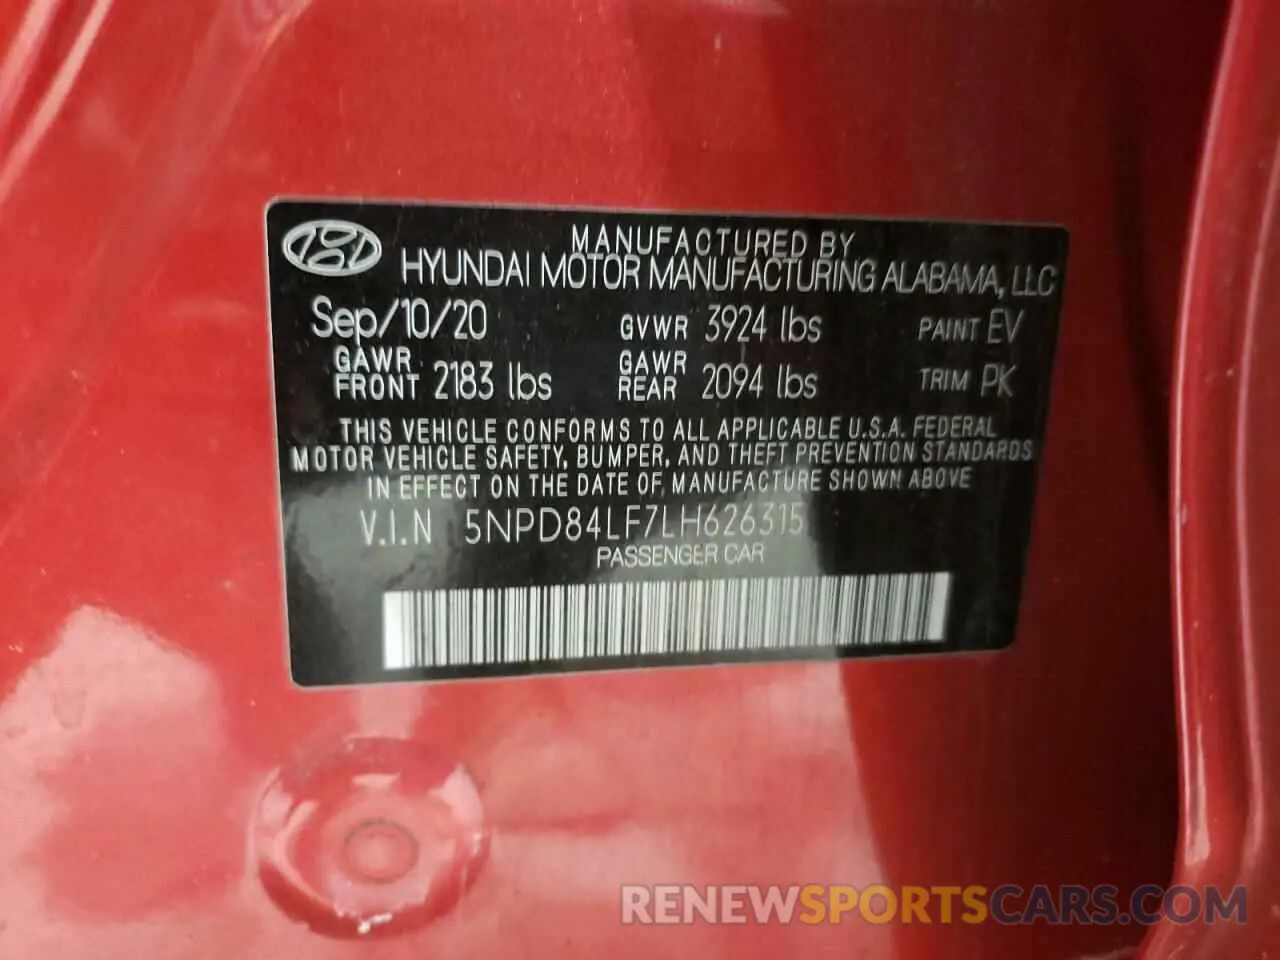 MANUFACTURED BY
HYUNDAI MOTOR MANUFACTURING ALABAMA, LLC
Sep/10/20 GVWR 3924 lbs PAINT EV
GAWR FRONT 2183 lbs GAWR REAR 2094 lbs TRIM PK
THIS VEHICLE CONFORMS TO ALL APPLICABLE U.S.A. FEDERAL
MOTOR VEHICLE SAFETY, BUMPER, AND THEFT PREVENTION STANDARDS
IN EFFECT ON THE DATE OF MANUFACTURE SHOWN ABOVE
V.I.N 5NPD84LF7LH626315
PASSENGER CAR
RENEWSPORTSCARS.COM